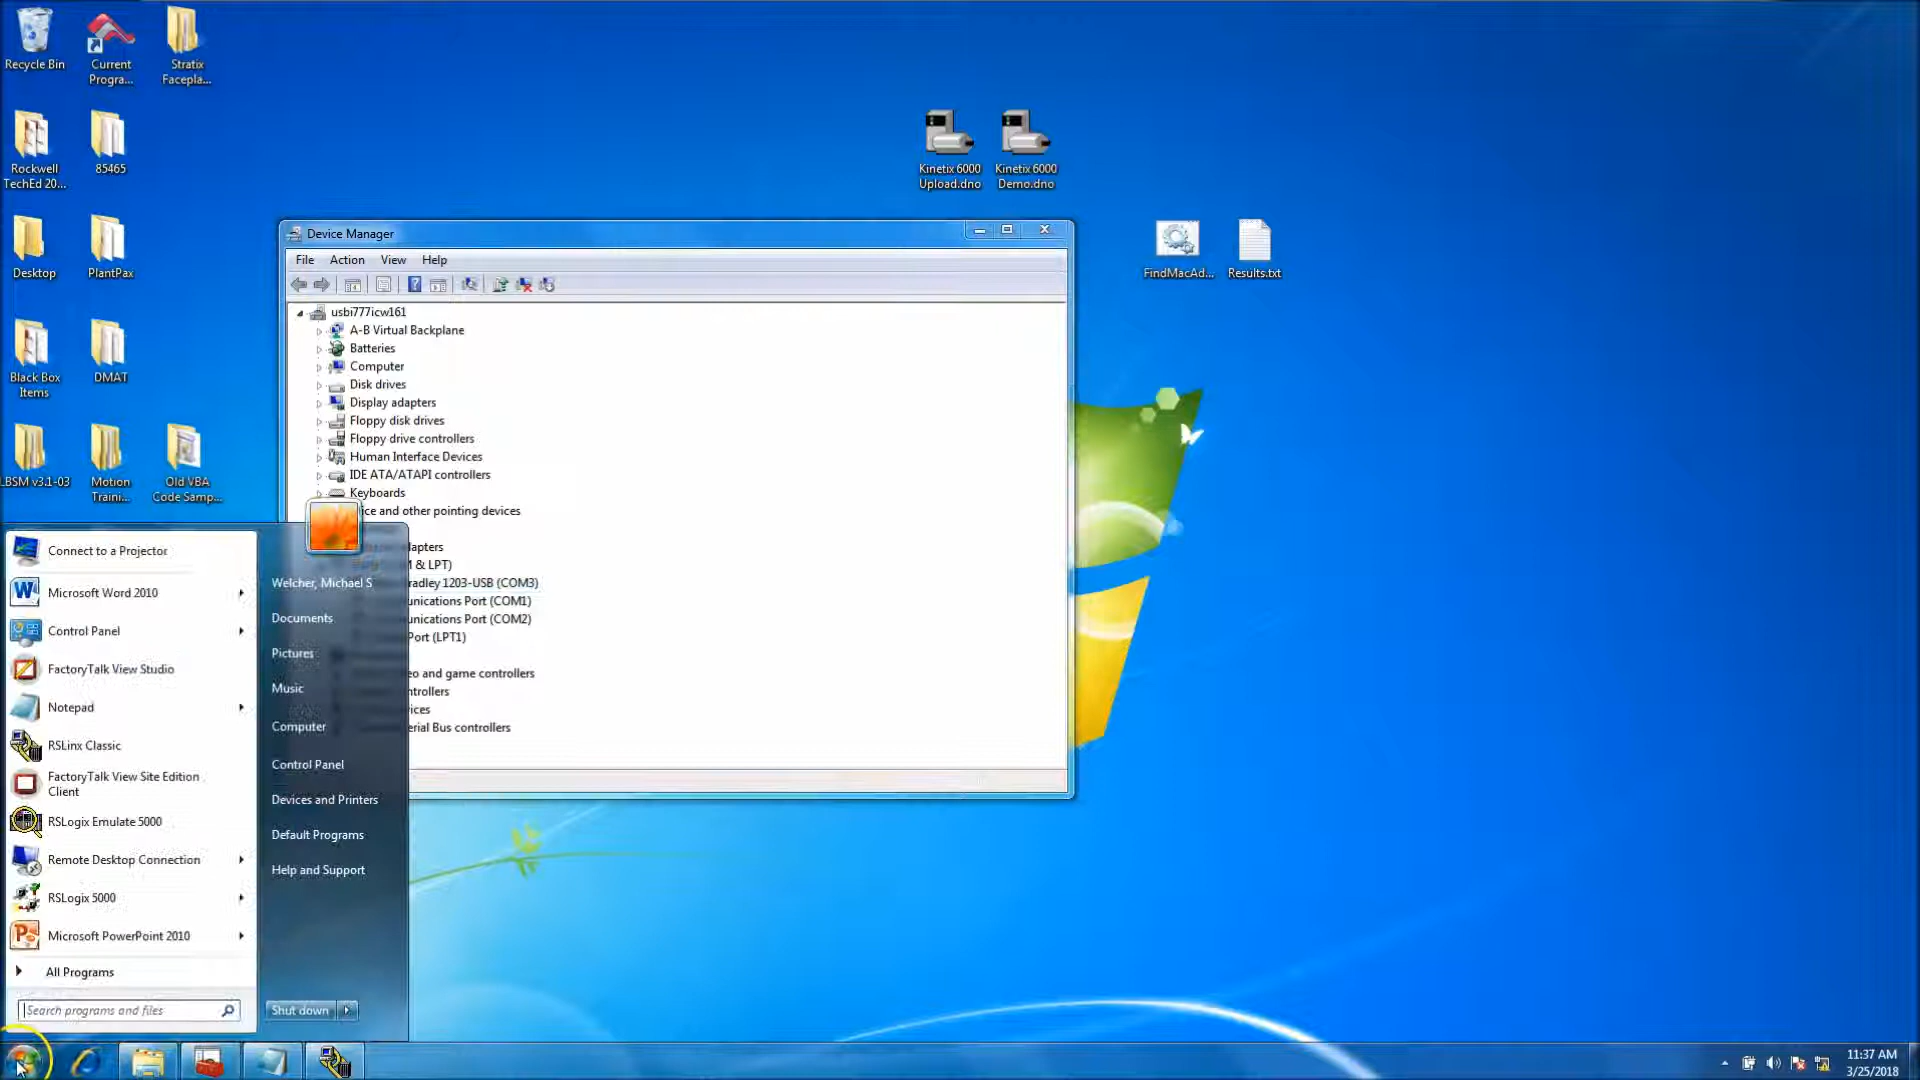 Recycle Bin
Current
Progra...
Stratix
Facepla...
Rockwell
TechEd 20...
85465
Kinetix 6000
Upload.dno
Kinetix 6000
Demo.dno
Desktop
PlantPax
FindMacAd...
Results.txt
Black Box
Items
DMAT
LBSM v3.1-03
Motion
Traini...
Old VBA
Code Samp...
Device Manager
File Action View Help
usbi777icw161
A-B Virtual Backplane
Batteries
Computer
Disk drives
Display adapters
Floppy disk drives
Floppy drive controllers
Human Interface Devices
IDE ATA/ATAPI controllers
Keyboards
ice and other pointing devices
dapters
M & LPT)
radley 1203-USB (COM3)
unications Port (COM1)
unications Port (COM2)
Port (LPT1)
eo and game controllers
ntrollers
vices
erial Bus controllers
Connect to a Projector
Microsoft Word 2010
Control Panel
FactoryTalk View Studio
Notepad
RSLinx Classic
FactoryTalk View Site Edition
Client
RSLogix Emulate 5000
Remote Desktop Connection
RSLogix 5000
Microsoft PowerPoint 2010
All Programs
Search programs and files
Welcher, Michael S
Documents
Pictures
Music
Computer
Control Panel
Devices and Printers
Default Programs
Help and Support
Shut down
11:37 AM
3/25/2018